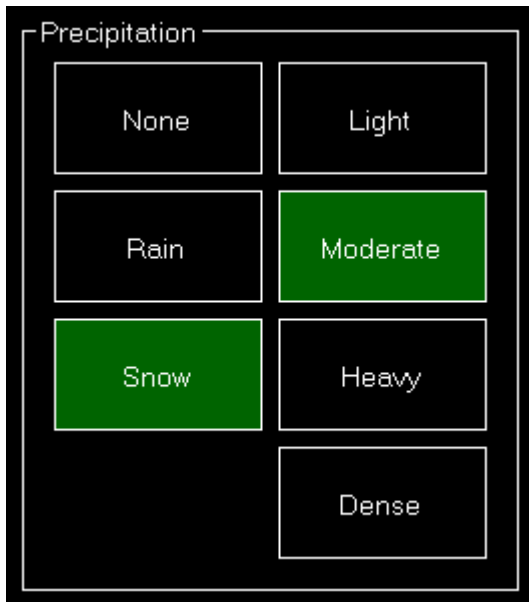 Precipitation
None Light
Rain Moderate
Snow Heavy
Dense